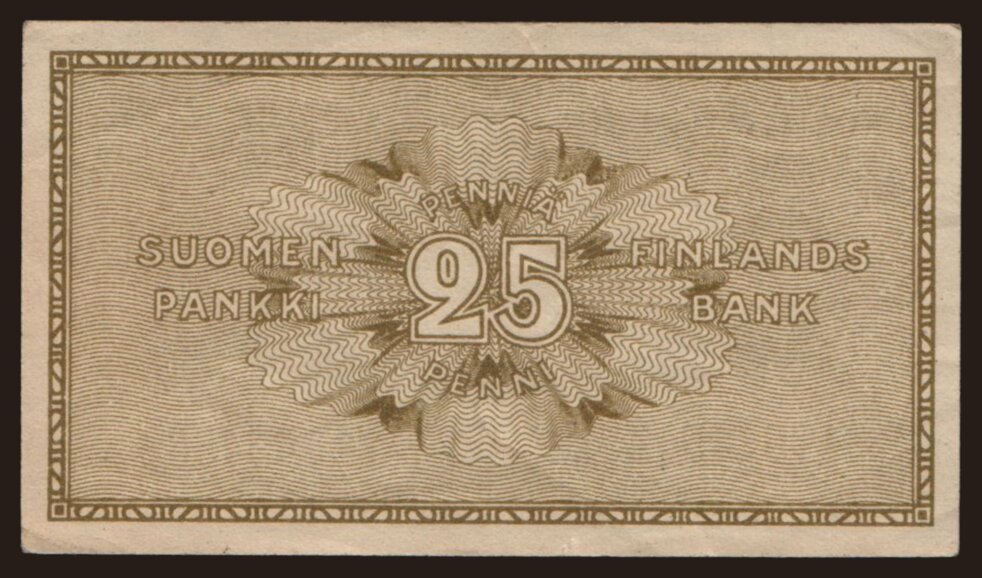 PENNIÄ
SUOMEN PANKKI
25
FINLANDS BANK
PENNI